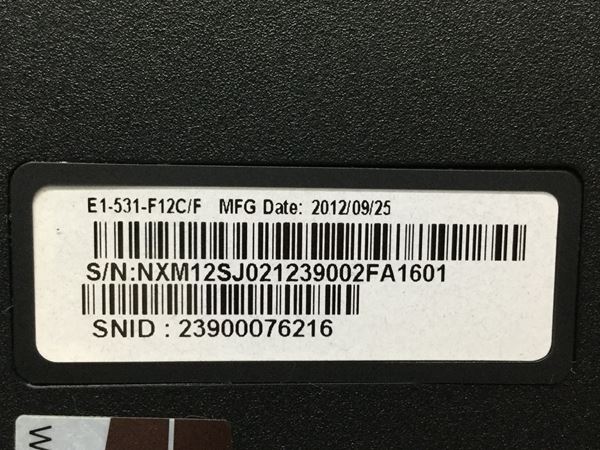 E1-531-F12C/F MFG Date: 2012/09/25
S/N:NXM12SJ021239002FA1601
SNID : 23900076216
W